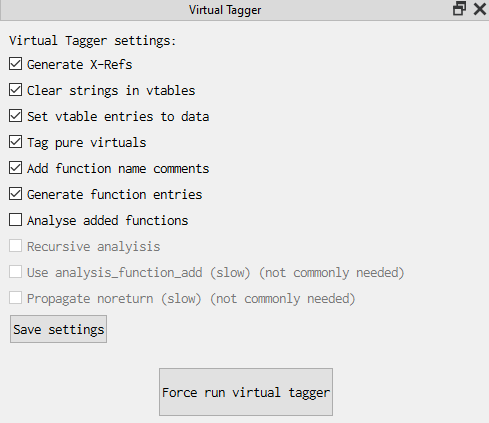 Virtual Tagger
Virtual Tagger settings:
Generate X-Refs
Clear strings in vtables
Set vtable entries to data
Tag pure virtuals
Add function name comments
Generate function entries
Analyse added functions
Recursive analyisis
Use analysis_function_add (slow) (not commonly needed)
Propagate noreturn (slow) (not commonly needed)
Save settings
Force run virtual tagger